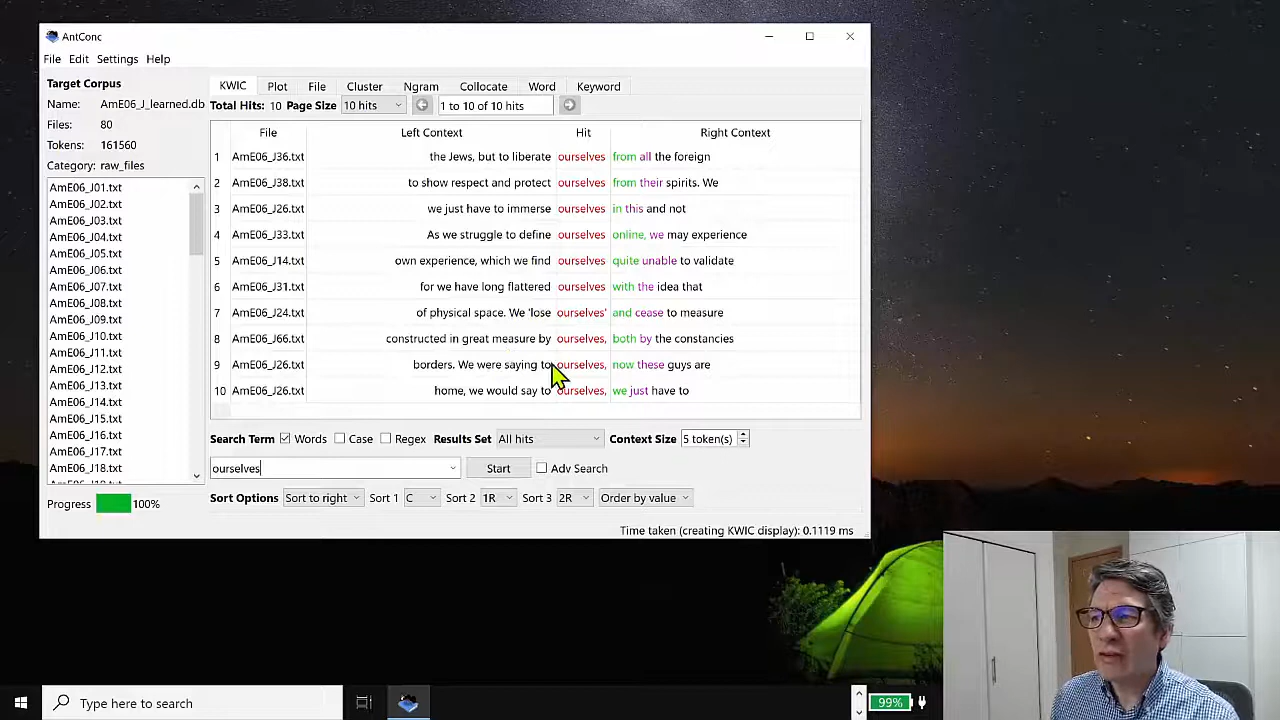 AntConc
File Edit Settings Help
Target Corpus
Name: AmE06_J_learned.db
Files: 80
Tokens: 161560
Category: raw_files
AmE06_J01.txt
AmE06_J02.txt
AmE06_J03.txt
AmE06_J04.txt
AmE06_J05.txt
AmE06_J06.txt
AmE06_J07.txt
AmE06_J08.txt
AmE06_J09.txt
AmE06_J10.txt
AmE06_J11.txt
AmE06_J12.txt
AmE06_J13.txt
AmE06_J14.txt
AmE06_J15.txt
AmE06_J16.txt
AmE06_J17.txt
AmE06_J18.txt
Progress 100%
KWIC Plot File Cluster Ngram Collocate Word Keyword
Total Hits: 10 Page Size 10 hits 1 to 10 of 10 hits
File Left Context Hit Right Context
1 AmE06_J36.txt the Jews, but to liberate ourselves from all the foreign
2 AmE06_J38.txt to show respect and protect ourselves from their spirits. We
3 AmE06_J26.txt we just have to immerse ourselves in this and not
4 AmE06_J33.txt As we struggle to define ourselves online, we may experience
5 AmE06_J14.txt own experience, which we find ourselves quite unable to validate
6 AmE06_J31.txt for we have long flattered ourselves with the idea that
7 AmE06_J24.txt of physical space. We 'lose ourselves' and cease to measure
8 AmE06_J66.txt constructed in great measure by ourselves, both by the constancies
9 AmE06_J26.txt borders. We were saying to ourselves, now these guys are
10 AmE06_J26.txt home, we would say to ourselves, we just have to
Search Term Words Case Regex Results Set All hits Context Size 5 token(s)
ourselves Start Adv Search
Sort Options Sort to right Sort 1 C Sort 2 1R Sort 3 2R Order by value
Time taken (creating KWIC display): 0.1119 ms
Type here to search
99%